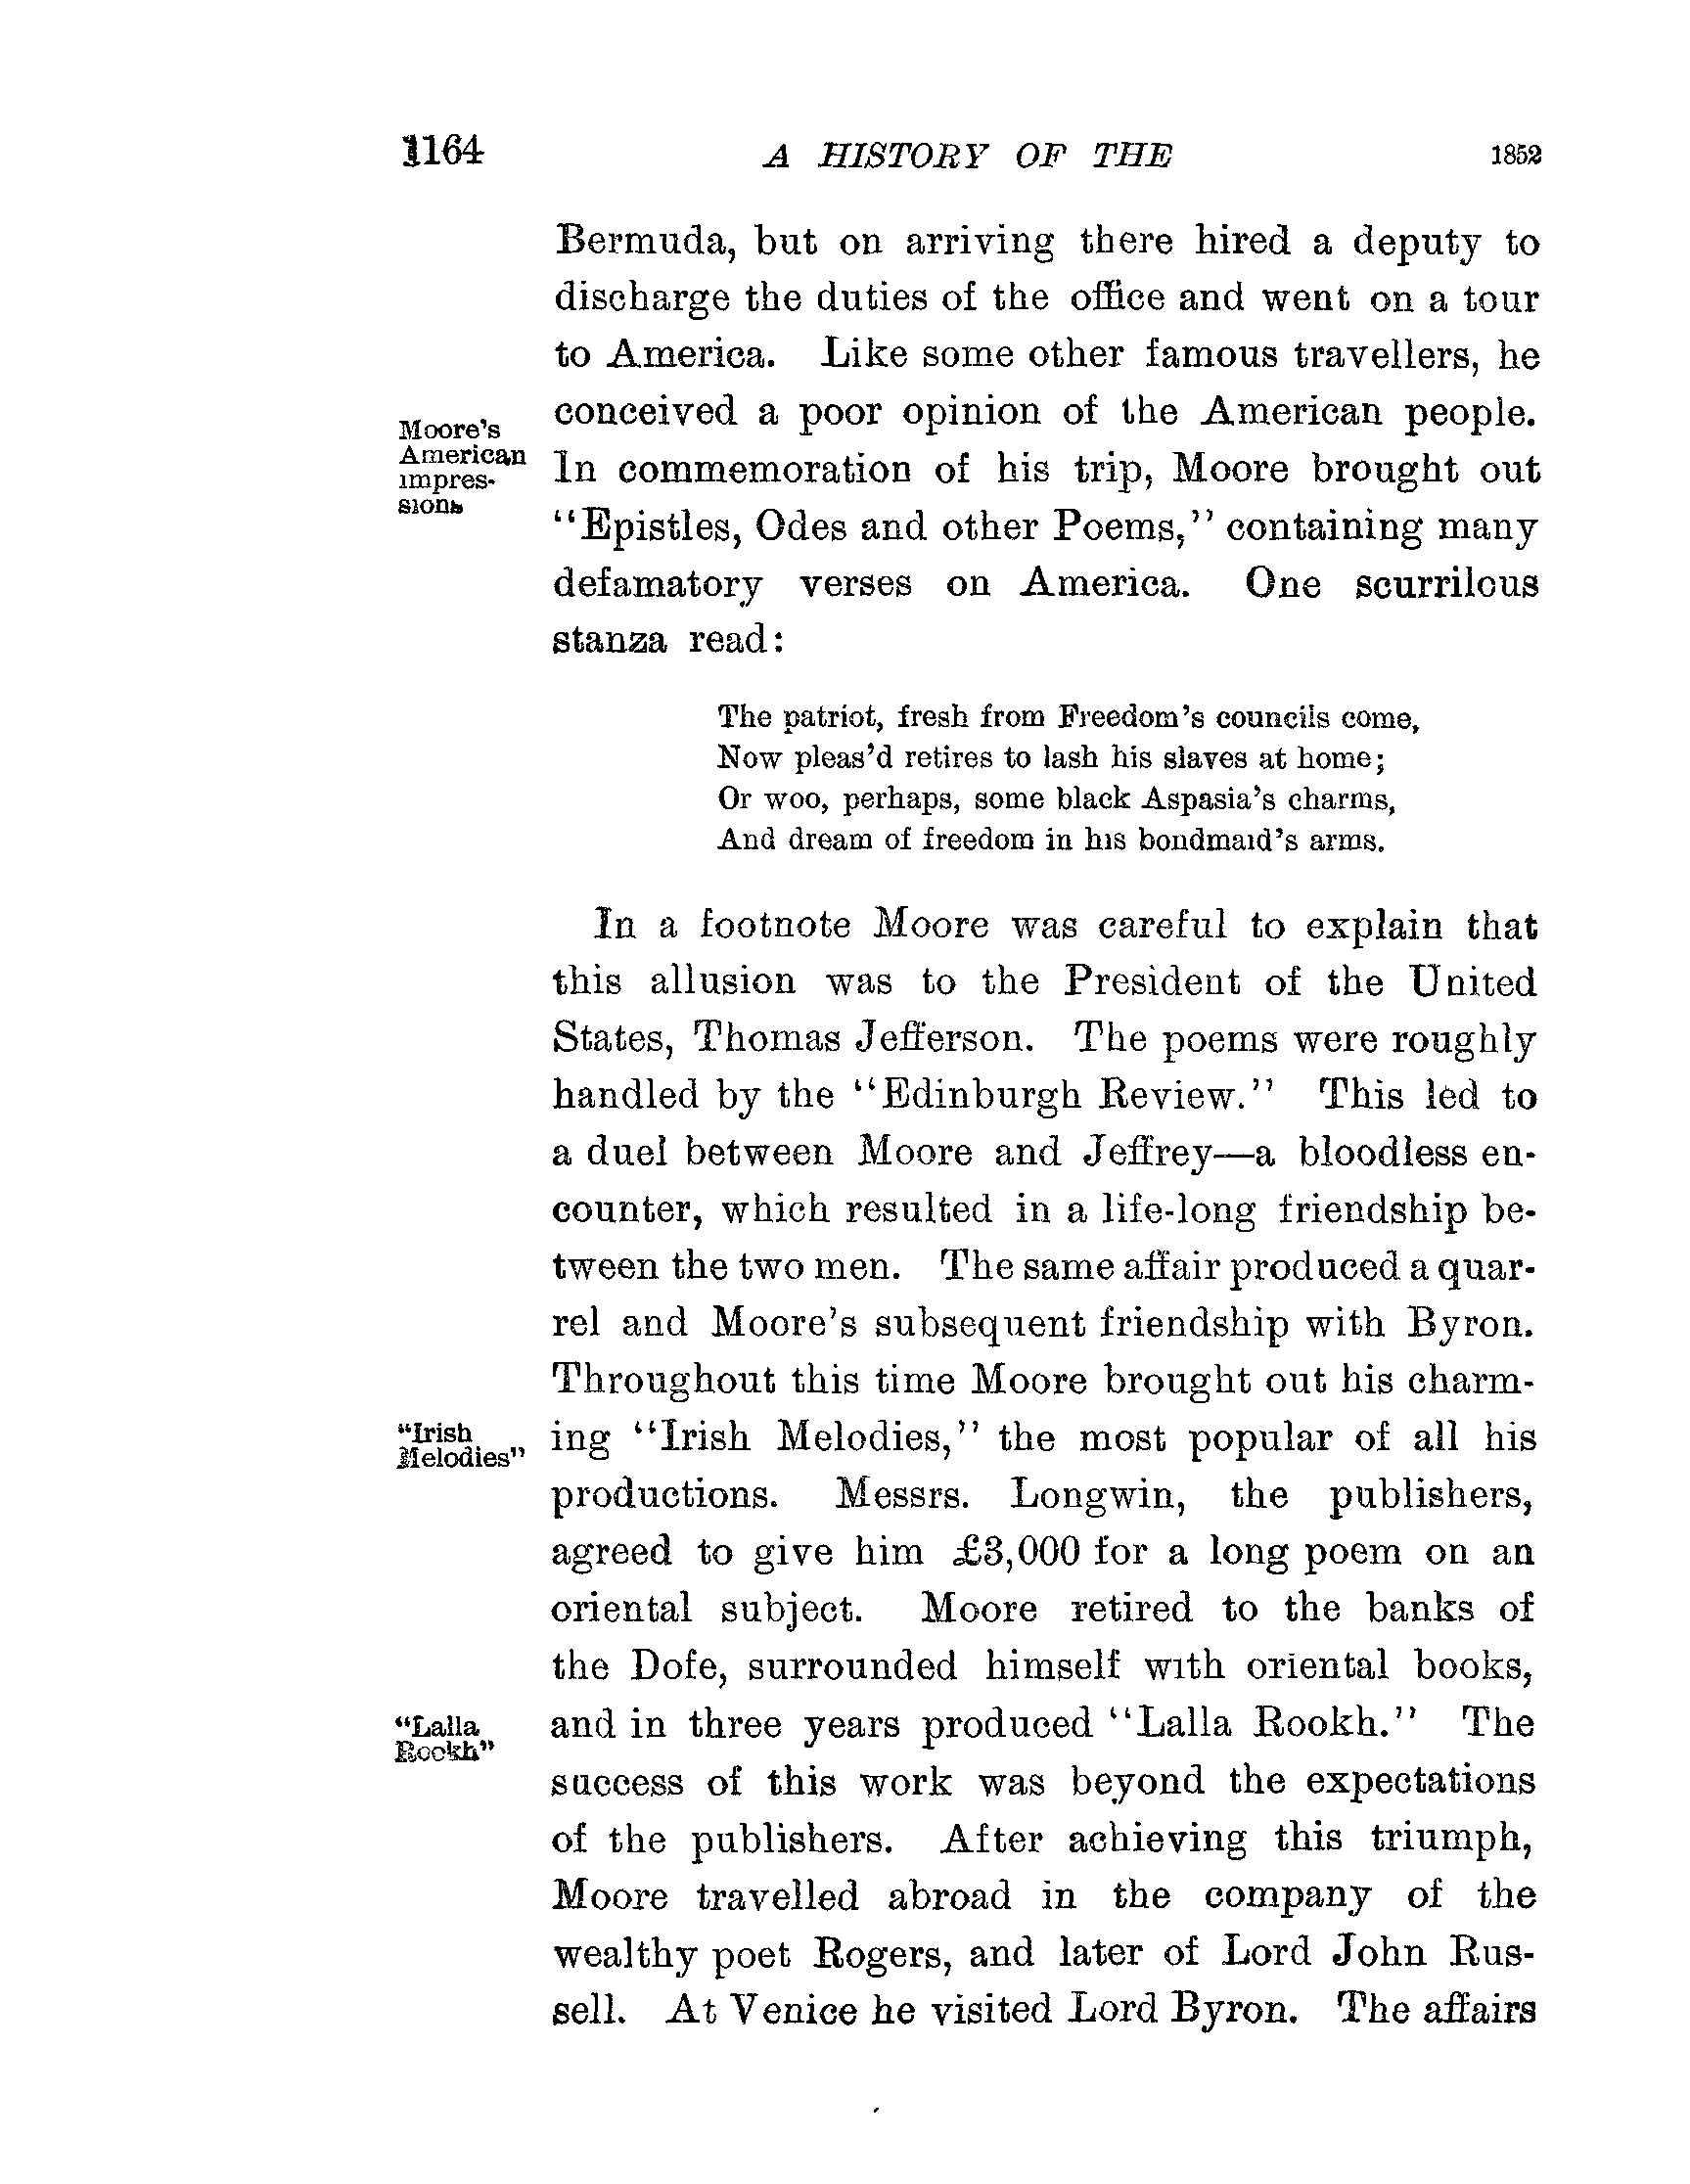 1164 A HISTORY OF THE 1852
Bermuda, but on arriving there hired a deputy to
discharge the duties of the office and went on a tour
to America. Like some other famous travellers, he
conceived a poor opinion of the American people.
Moore's
American
impres-
sions
In commemoration of his trip, Moore brought out
"Epistles, Odes and other Poems," containing many
defamatory verses on America. One scurrilous
stanza read:
The patriot, fresh from Freedom's councils come,
Now pleas'd retires to lash his slaves at home;
Or woo, perhaps, some black Aspasia's charms,
And dream of freedom in his bondmaid's arms.
In a footnote Moore was careful to explain that
this allusion was to the President of the United
States, Thomas Jefferson. The poems were roughly
handled by the "Edinburgh Review." This led to
a duel between Moore and Jeffrey—a bloodless en-
counter, which resulted in a life-long friendship be-
tween the two men. The same affair produced a quar-
rel and Moore's subsequent friendship with Byron.
Throughout this time Moore brought out his charm-
"Irish
Melodies"
ing "Irish Melodies," the most popular of all his
productions. Messrs. Longwin, the publishers,
agreed to give him £3,000 for a long poem on an
oriental subject. Moore retired to the banks of
the Dofe, surrounded himself with oriental books,
"Lalla
Rookh"
and in three years produced "Lalla Rookh." The
success of this work was beyond the expectations
of the publishers. After achieving this triumph,
Moore travelled abroad in the company of the
wealthy poet Rogers, and later of Lord John Rus-
sell. At Venice he visited Lord Byron. The affairs